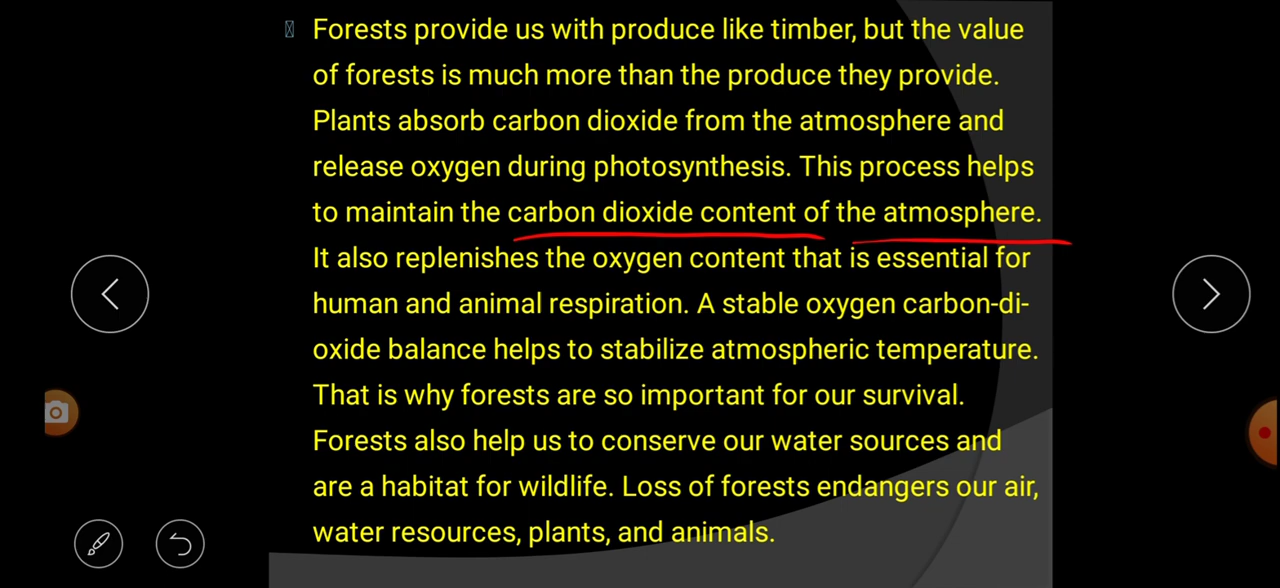 Forests provide us with produce like timber, but the value
of forests is much more than the produce they provide.
Plants absorb carbon dioxide from the atmosphere and
release oxygen during photosynthesis. This process helps
to maintain the carbon dioxide content of the atmosphere.
It also replenishes the oxygen content that is essential for
human and animal respiration. A stable oxygen carbon-di-
oxide balance helps to stabilize atmospheric temperature.
That is why forests are so important for our survival.
Forests also help us to conserve our water sources and
are a habitat for wildlife. Loss of forests endangers our air,
water resources, plants, and animals.